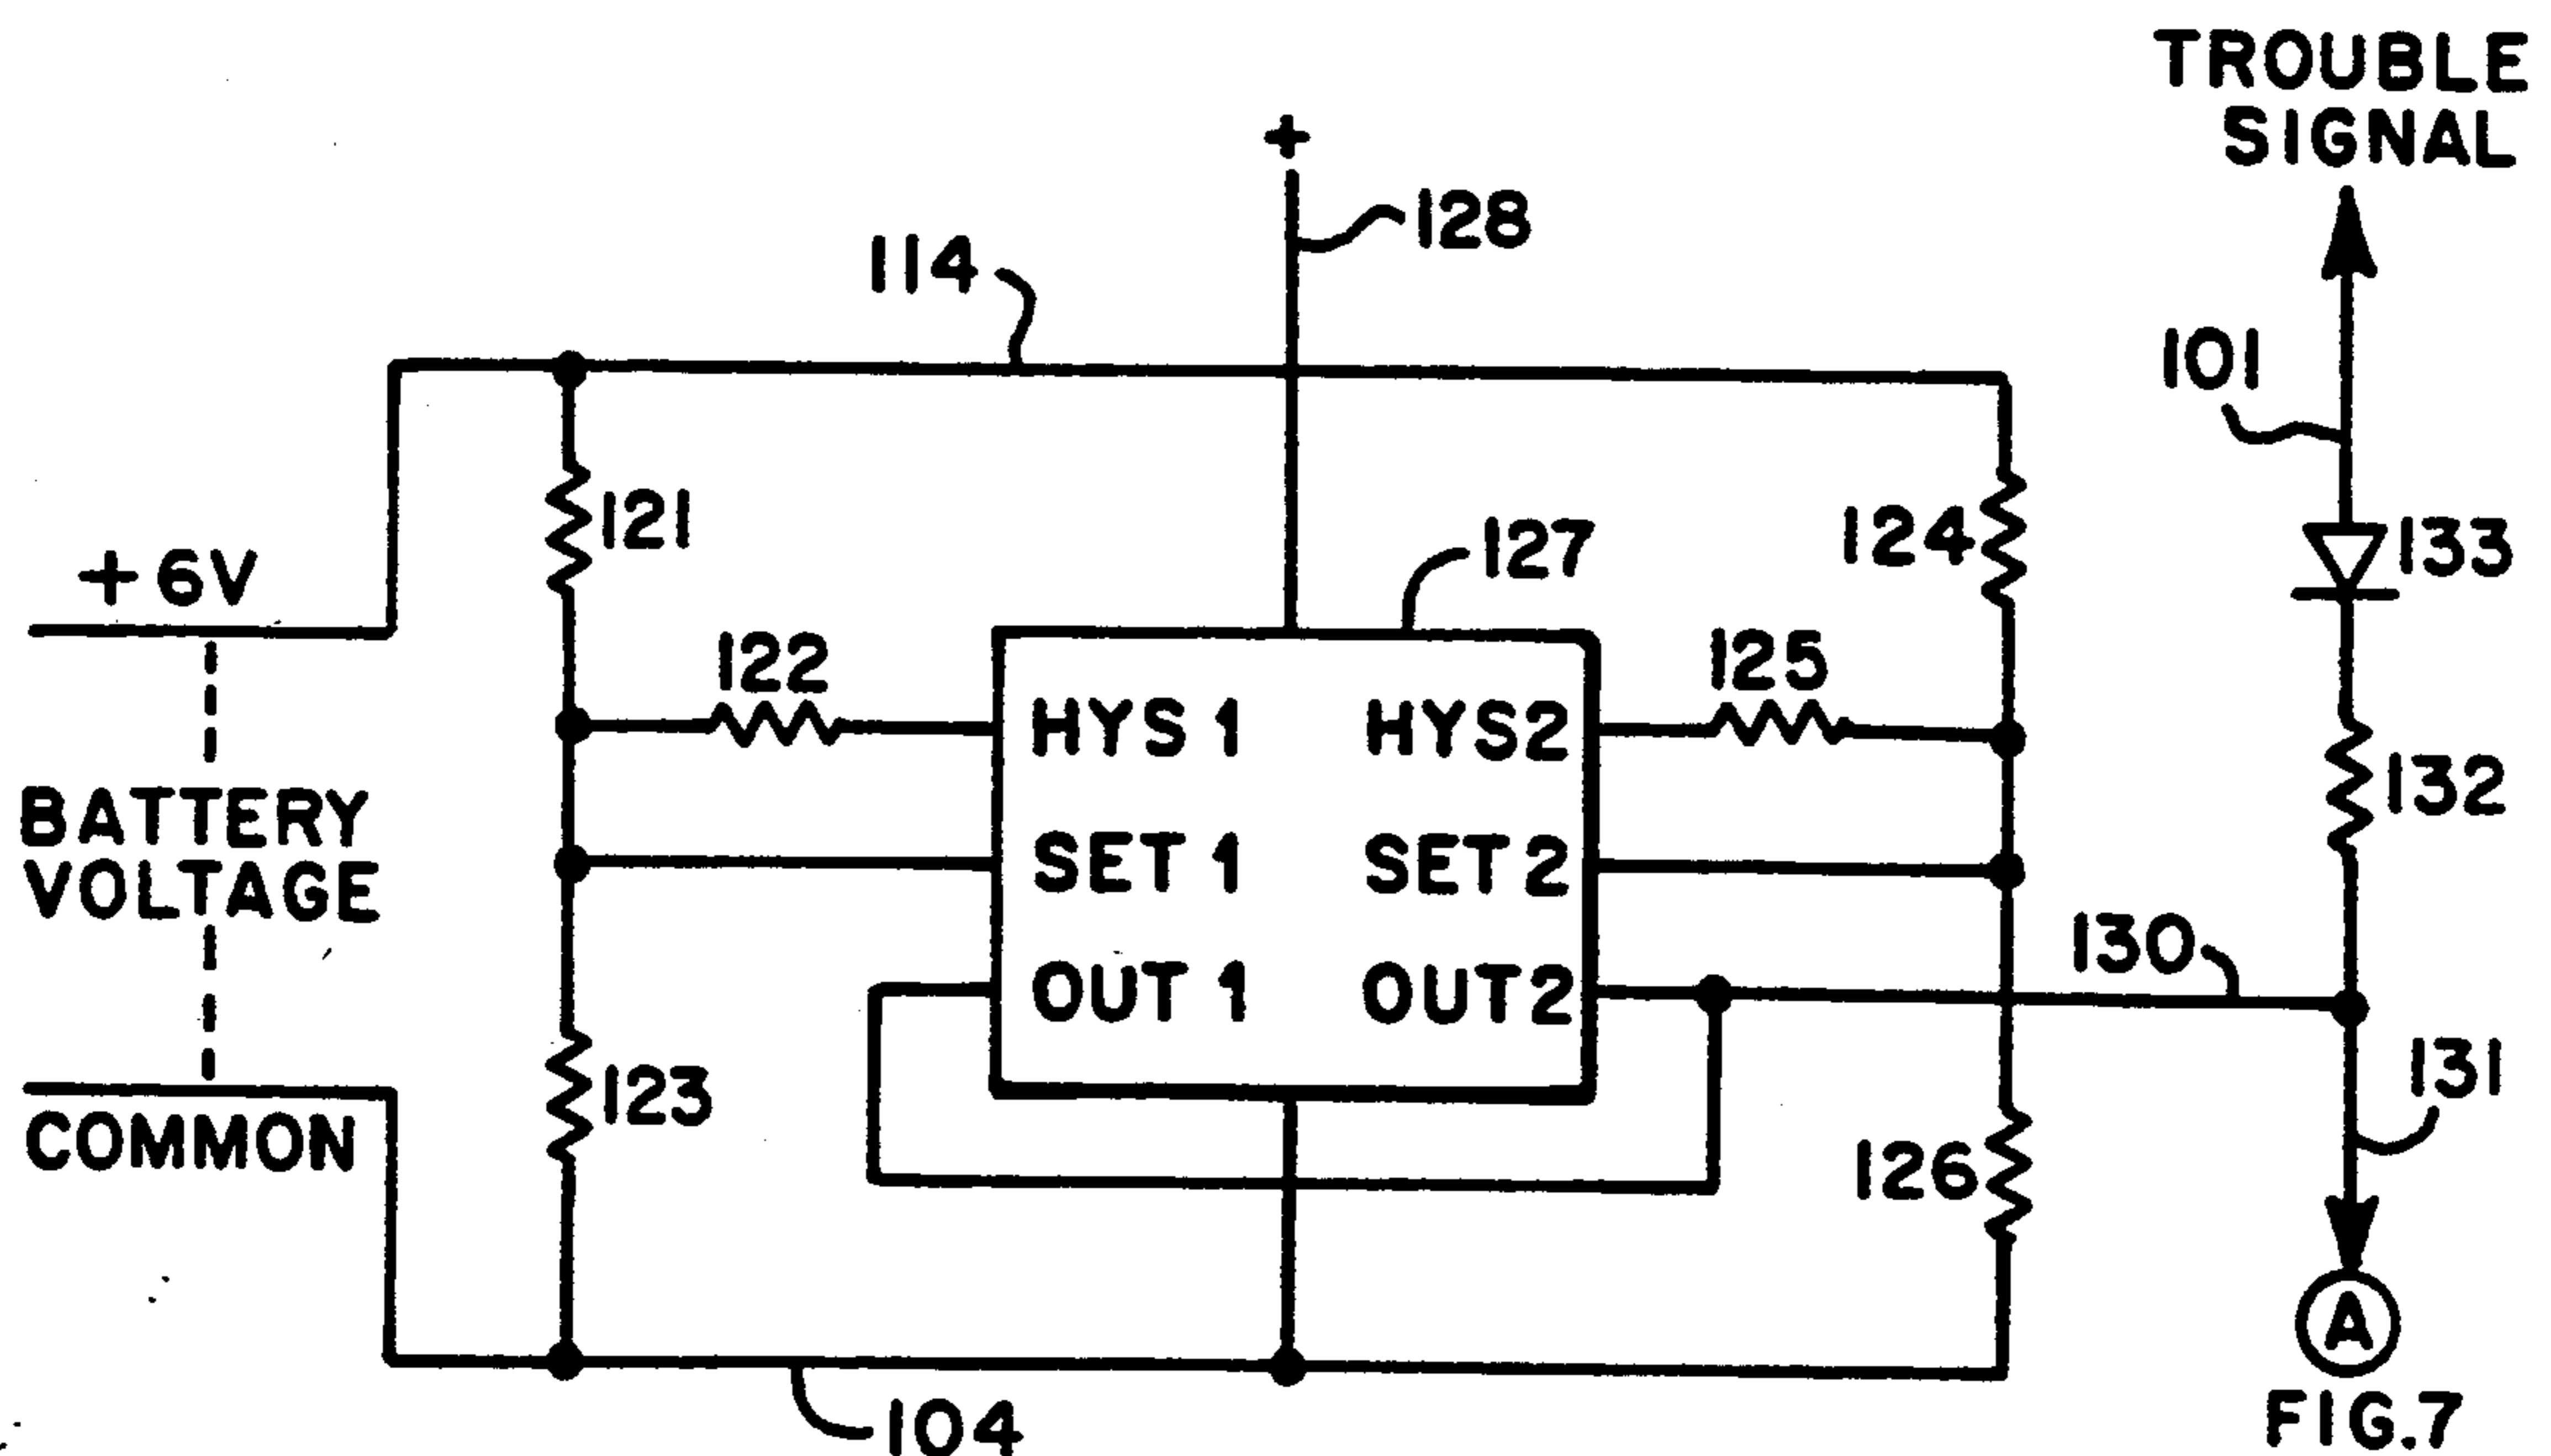 TROUBLE
SIGNAL
+
128
114
101
121
+6V
127
124
133
122
125
HYS 1
HYS2
132
BATTERY
VOLTAGE
SET 1
SET 2
130
OUT 1
OUT2
131
123
COMMON
126
A
104
FIG.7